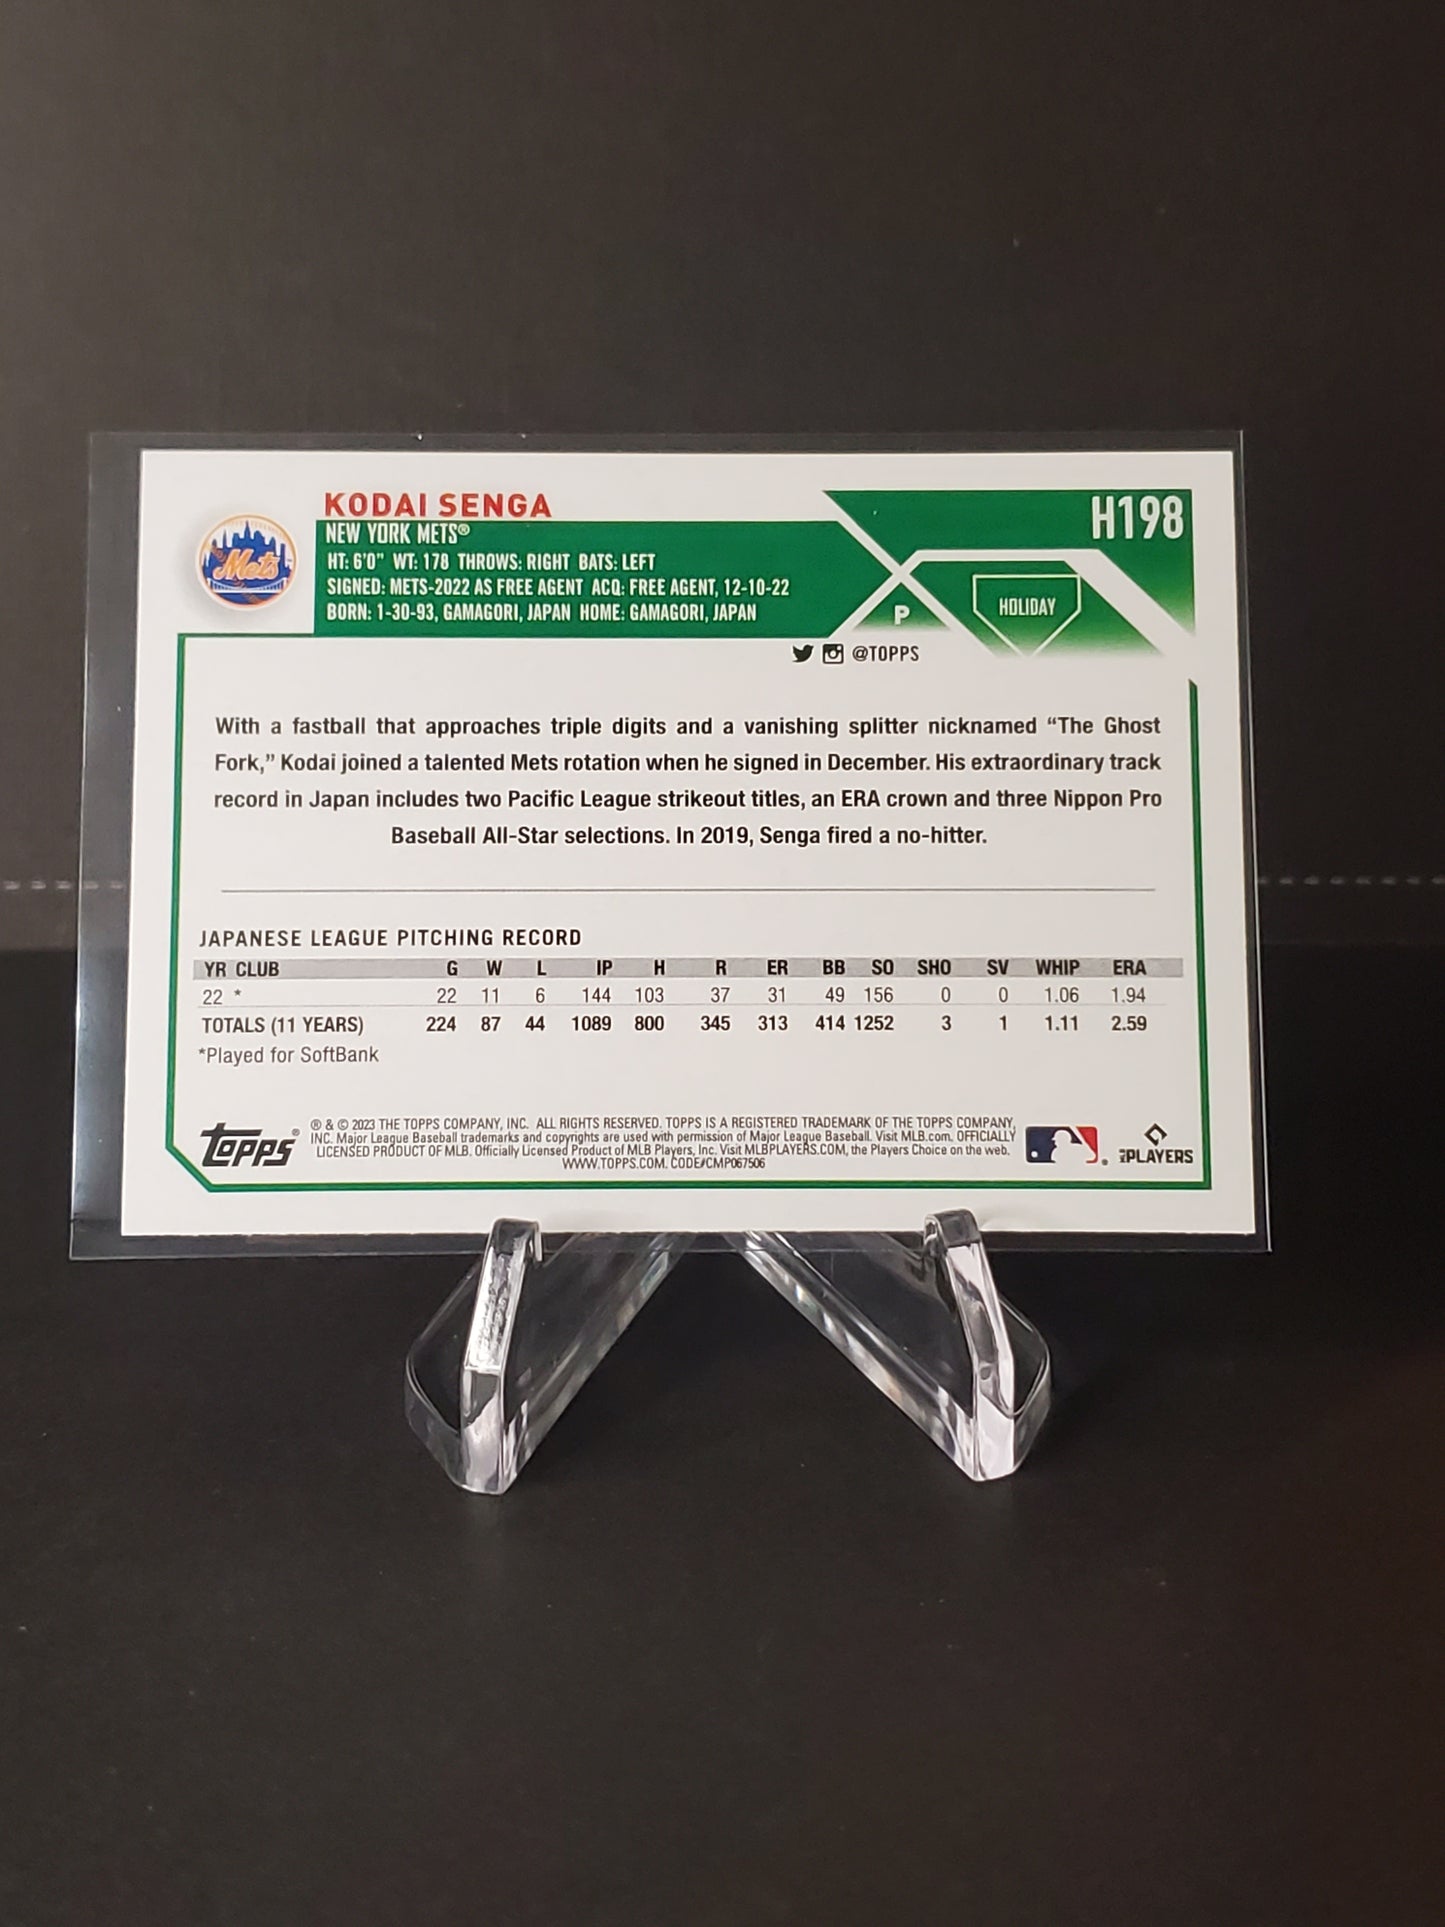 KODAI SENGA
H198
NEW YORK METS®
Mets
HT: 6'0" WT: 178 THROWS: RIGHT BATS: LEFT
SIGNED: METS-2022 AS FREE AGENT ACQ: FREE AGENT, 12-10-22
BORN: 1-30-93, GAMAGORI, JAPAN HOME: GAMAGORI, JAPAN
P
HOLIDAY
@TOPPS
With a fastball that approaches triple digits and a vanishing splitter nicknamed “The Ghost
Fork,” Kodai joined a talented Mets rotation when he signed in December. His extraordinary track
record in Japan includes two Pacific League strikeout titles, an ERA crown and three Nippon Pro
Baseball All-Star selections. In 2019, Senga fired a no-hitter.
JAPANESE LEAGUE PITCHING RECORD
YR CLUB G W L IP H R ER BB SO SHO SV WHIP ERA
22 * 22 11 6 144 103 37 31 49 156 0 0 1.06 1.94
TOTALS (11 YEARS) 224 87 44 1089 800 345 313 414 1252 3 1 1.11 2.59
*Played for SoftBank
topps®
® & © 2023 THE TOPPS COMPANY, INC. ALL RIGHTS RESERVED. TOPPS IS A REGISTERED TRADEMARK OF THE TOPPS COMPANY,
INC. Major League Baseball trademarks and copyrights are used with permission of Major League Baseball. Visit MLB.com. OFFICIALLY
LICENSED PRODUCT OF MLB. Officially Licensed Product of MLB Players, Inc. Visit MLBPLAYERS.COM, the Players Choice on the web.
WWW.TOPPS.COM. CODE#CMP067506
MLB PLAYERS